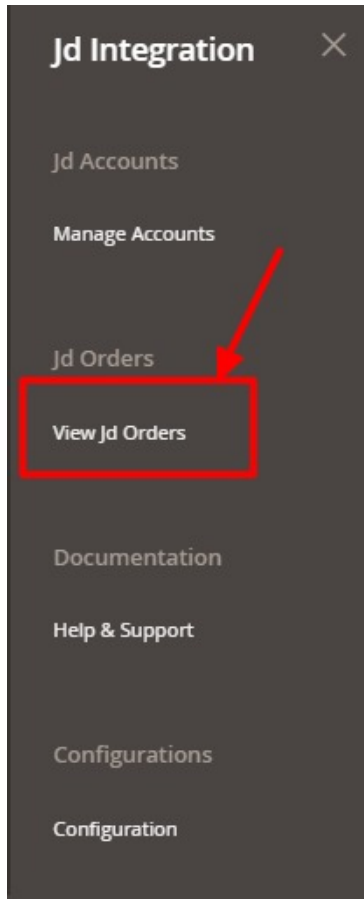 Jd Integration
Jd Accounts
Manage Accounts
Jd Orders
View Jd Orders
Documentation
Help & Support
Configurations
Configuration